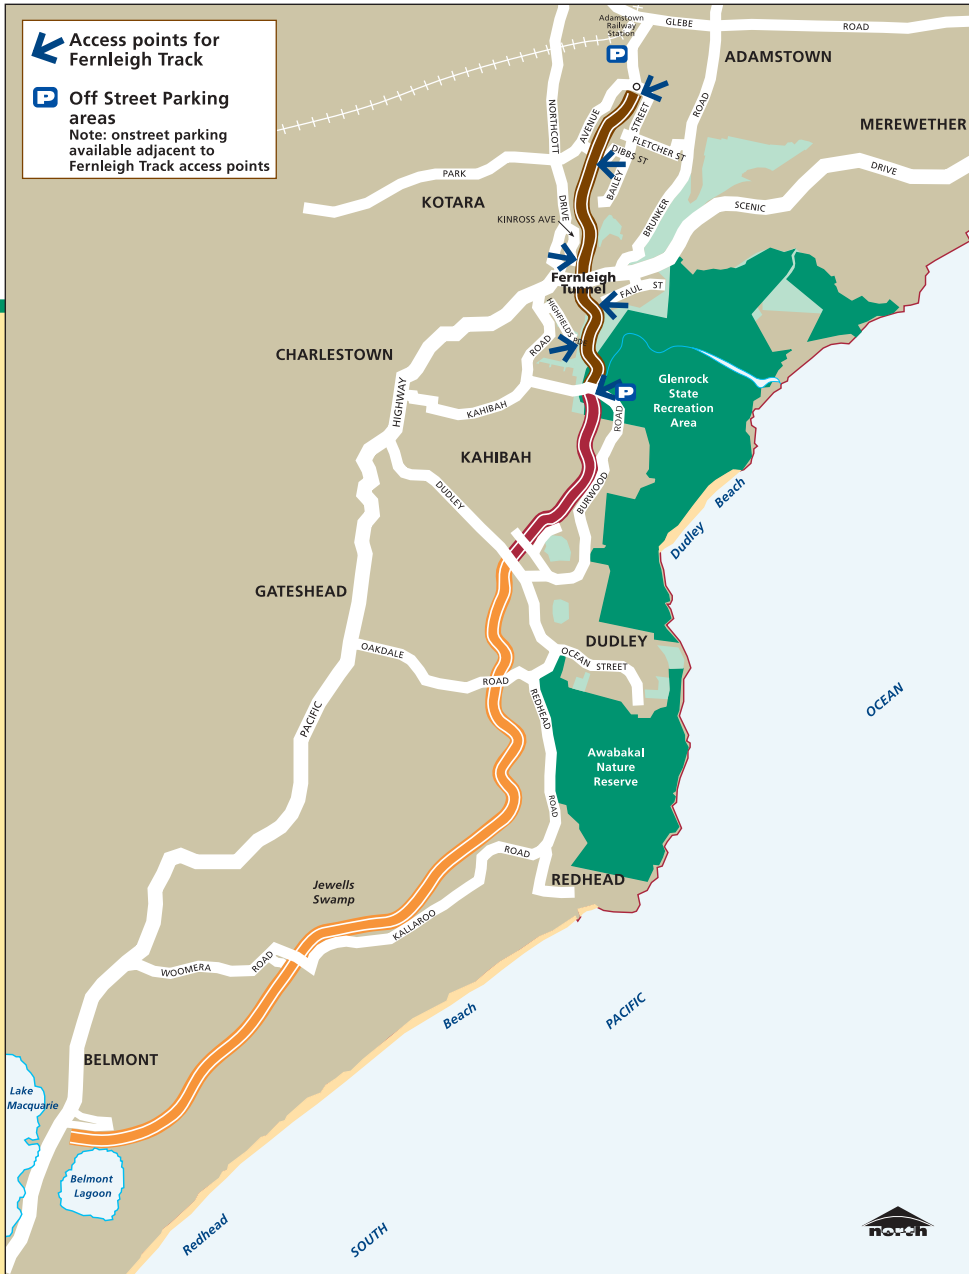 Access points for
Fernleigh Track
P
Off Street Parking
areas
Note: onstreet parking
available adjacent to
Fernleigh Track access points
Adamstown
Railway
Station
P
GLEBE
ROAD
ADAMSTOWN
MEREWETHER
NORTHCOTT
DRIVE
AVENUE
PARK
STREET
BAILEY
FLETCHER ST
DIBBS ST
ROAD
BRUNKER
SCENIC
DRIVE
KOTARA
KINROSS AVE
Fernleigh
Tunnel
FAUL ST
HIGHFIELDS
ROAD
CHARLESTOWN
HIGHWAY
KAHIBAH
P
Glenrock
State
Recreation
Area
ROAD
BURWOOD
KAHIBAH
DUDLEY
Dudley
Beach
GATESHEAD
DUDLEY
OAKDALE
ROAD
OCEAN
STREET
REDHEAD
ROAD
PACIFIC
OCEAN
Awabakal
Nature
Reserve
ROAD
KALLAROO
REDHEAD
Jewells
Swamp
WOOMERA
ROAD
Beach
PACIFIC
BELMONT
Lake
Macquarie
Belmont
Lagoon
Redhead
SOUTH
north